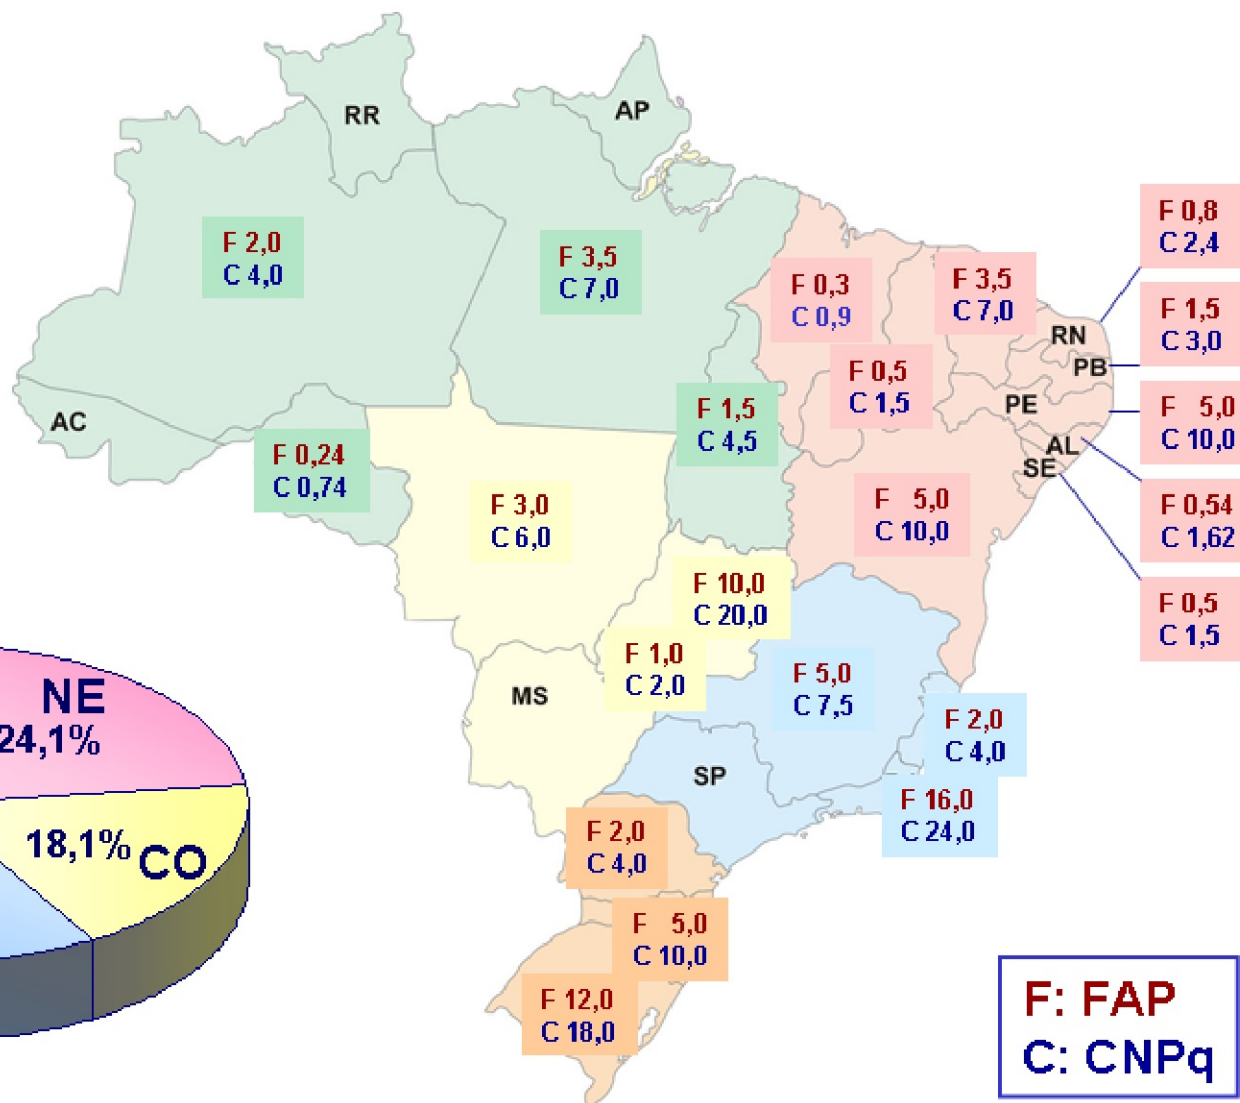 RR
AP
F 2,0
C 4,0
F 3,5
C 7,0
F 0,3
C 0,9
F 3,5
C 7,0
F 0,8
C 2,4
F 1,5
C 3,0
RN
PB
F 0,5
C 1,5
PE
F 5,0
C 10,0
AC
F 1,5
C 4,5
AL
SE
F 0,24
C 0,74
F 3,0
C 6,0
F 5,0
C 10,0
F 0,54
C 1,62
F 10,0
C 20,0
F 0,5
C 1,5
F 1,0
C 2,0
F 5,0
C 7,5
MS
F 2,0
C 4,0
SP
F 16,0
C 24,0
F 2,0
C 4,0
F 5,0
C 10,0
F 12,0
C 18,0
NE
24,1%
18,1% CO
F: FAP
C: CNPq